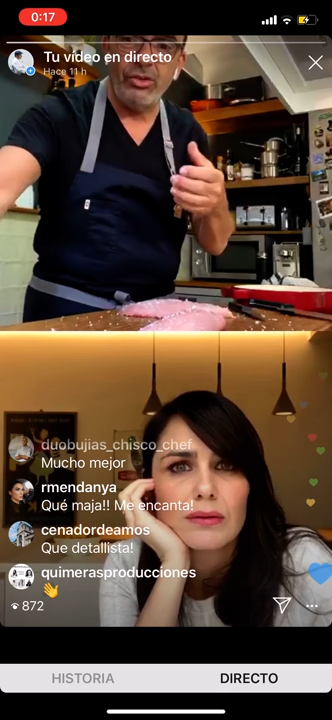 0:17
Tu vídeo en directo
Hace 11 h
duobujias_chisco_chef
Mucho mejor
rmendanya
Qué maja!! Me encanta!
cenadordeamos
Que detallista!
quimerasproducciones
👋
872
HISTORIA
DIRECTO